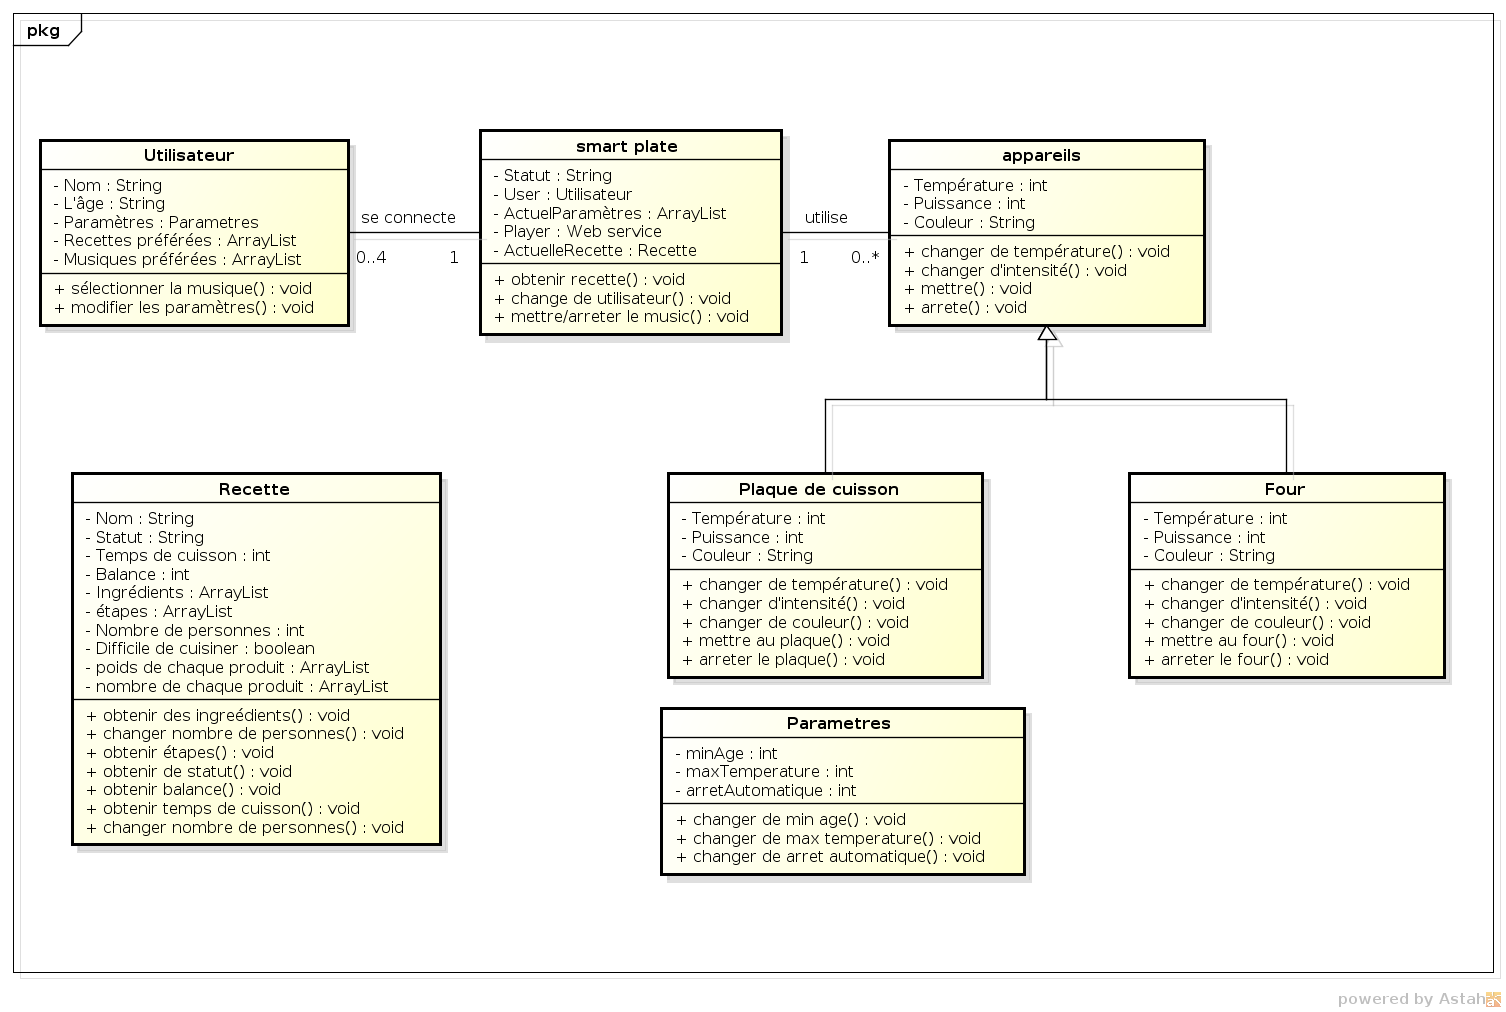 pkg
Utilisateur
- Nom : String
- L'âge : String
- Paramètres : Parametres
- Recettes préférées : ArrayList
- Musiques préférées : ArrayList
+ sélectionner la musique() : void
+ modifier les paramètres() : void
se connecte
0..4
1
smart plate
- Statut : String
- User : Utilisateur
- ActuelParamètres : ArrayList
- Player : Web service
- ActuelleRecette : Recette
+ obtenir recette() : void
+ change de utilisateur() : void
+ mettre/arreter le music() : void
utilise
1
0..*
appareils
- Température : int
- Puissance : int
- Couleur : String
+ changer de température() : void
+ changer d'intensité() : void
+ mettre() : void
+ arrete() : void
Recette
- Nom : String
- Statut : String
- Temps de cuisson : int
- Balance : int
- Ingrédients : ArrayList
- étapes : ArrayList
- Nombre de personnes : int
- Difficile de cuisiner : boolean
- poids de chaque produit : ArrayList
- nombre de chaque produit : ArrayList
+ obtenir des ingreédients() : void
+ changer nombre de personnes() : void
+ obtenir étapes() : void
+ obtenir de statut() : void
+ obtenir balance() : void
+ obtenir temps de cuisson() : void
+ changer nombre de personnes() : void
Plaque de cuisson
- Température : int
- Puissance : int
- Couleur : String
+ changer de température() : void
+ changer d'intensité() : void
+ changer de couleur() : void
+ mettre au plaque() : void
+ arreter le plaque() : void
Four
- Température : int
- Puissance : int
- Couleur : String
+ changer de température() : void
+ changer d'intensité() : void
+ changer de couleur() : void
+ mettre au four() : void
+ arreter le four() : void
Parametres
- minAge : int
- maxTemperature : int
- arretAutomatique : int
+ changer de min age() : void
+ changer de max temperature() : void
+ changer de arret automatique() : void
powered by Astah